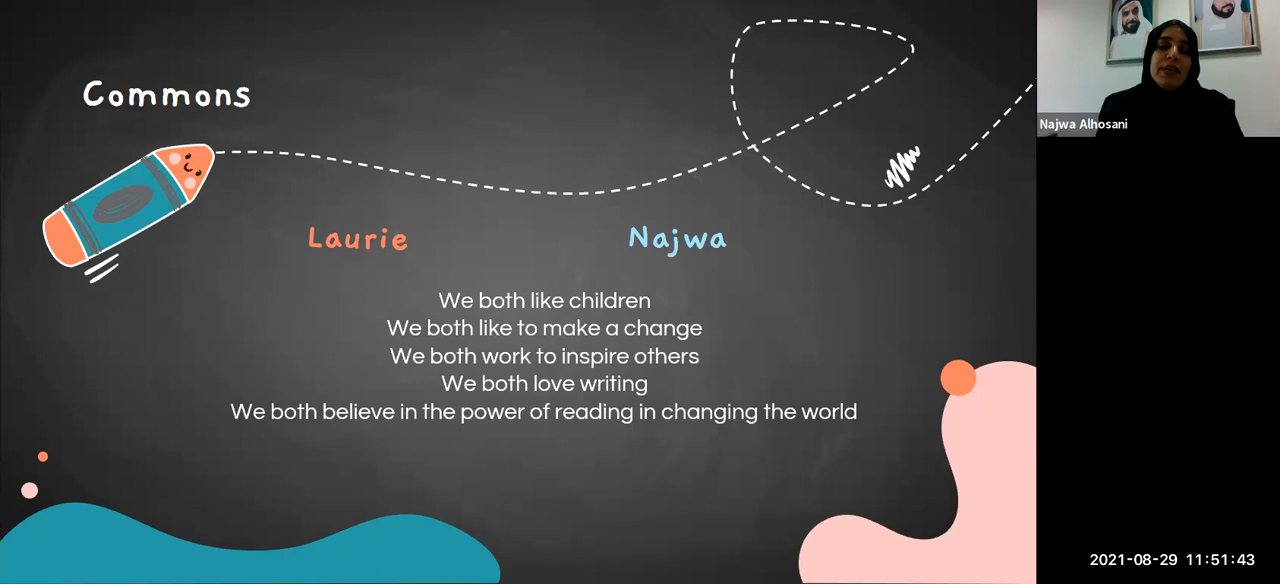 Commons
Laurie
Najwa
We both like children
We both like to make a change
We both work to inspire others
We both love writing
We both believe in the power of reading in changing the world
Najwa Alhosani
2021-08-29 11:51:43